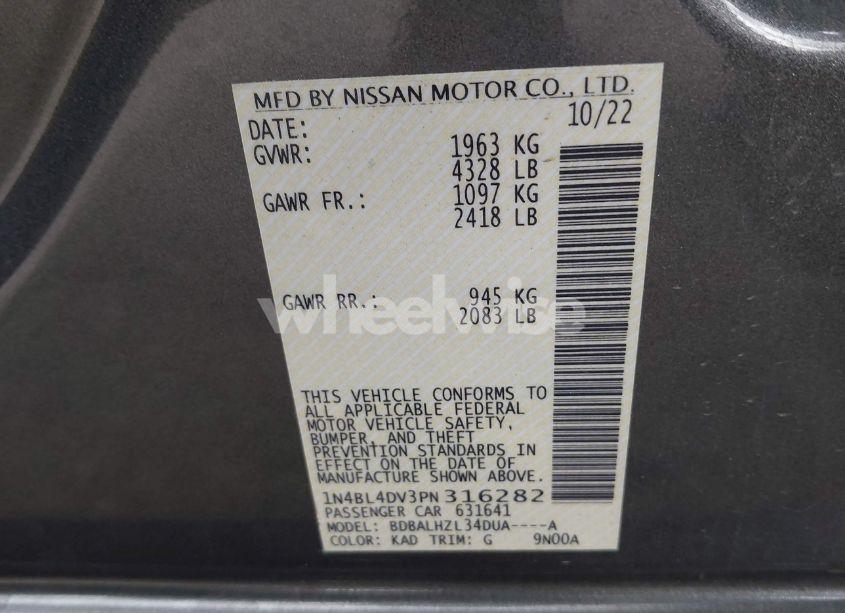 MFD BY NISSAN MOTOR CO., LTD.
DATE: 10/22
GVWR: 1963 KG
4328 LB
GAWR FR.: 1097 KG
2418 LB
GAWR RR.: 945 KG
2083 LB
wheelwise
THIS VEHICLE CONFORMS TO
ALL APPLICABLE FEDERAL
MOTOR VEHICLE SAFETY,
BUMPER, AND THEFT
PREVENTION STANDARDS IN
EFFECT ON THE DATE OF
MANUFACTURE SHOWN ABOVE.
1N4BL4DV3PN316282
PASSENGER CAR 631641
MODEL: BDBALHZL34DUA----A
COLOR: KAD TRIM: G 9N00A